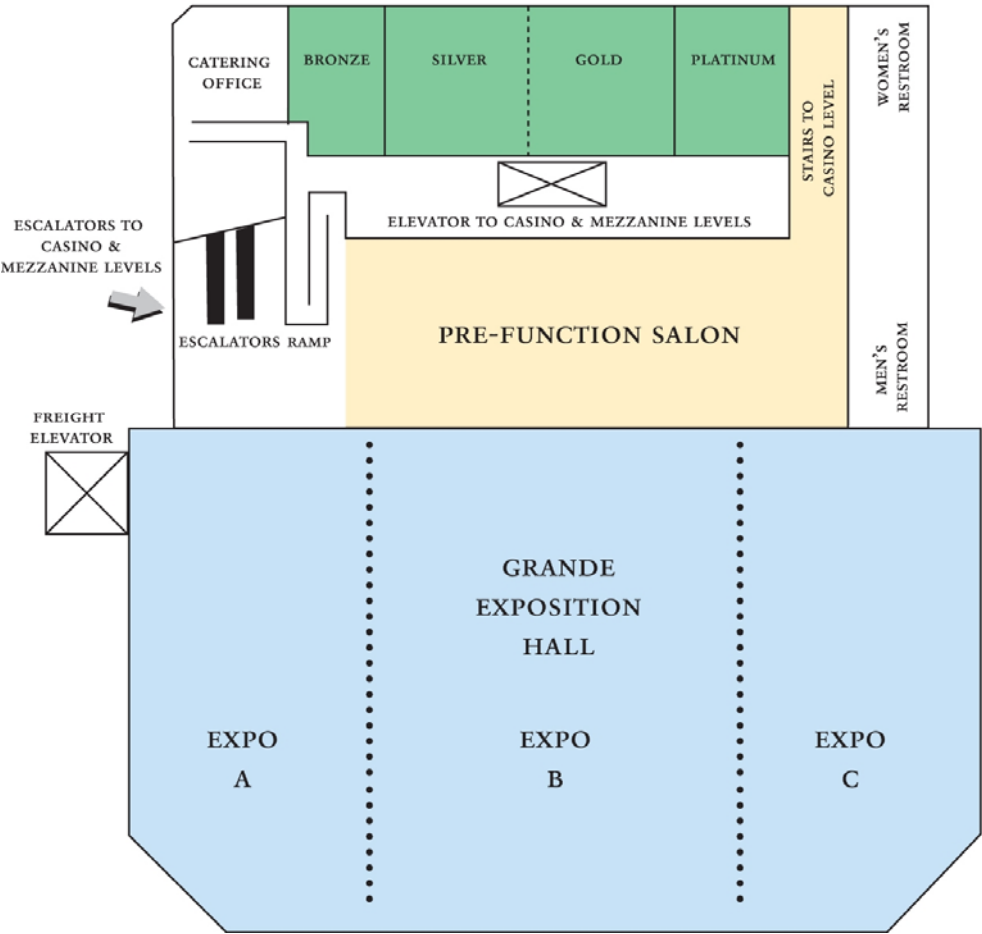 CATERING
OFFICE
BRONZE
SILVER
GOLD
PLATINUM
STAIRS TO
CASINO LEVEL
WOMEN'S
RESTROOM
ELEVATOR TO CASINO & MEZZANINE LEVELS
ESCALATORS TO
CASINO &
MEZZANINE LEVELS
ESCALATORS
RAMP
PRE-FUNCTION SALON
MEN'S
RESTROOM
FREIGHT
ELEVATOR
GRANDE
EXPOSITION
HALL
EXPO
A
EXPO
B
EXPO
C